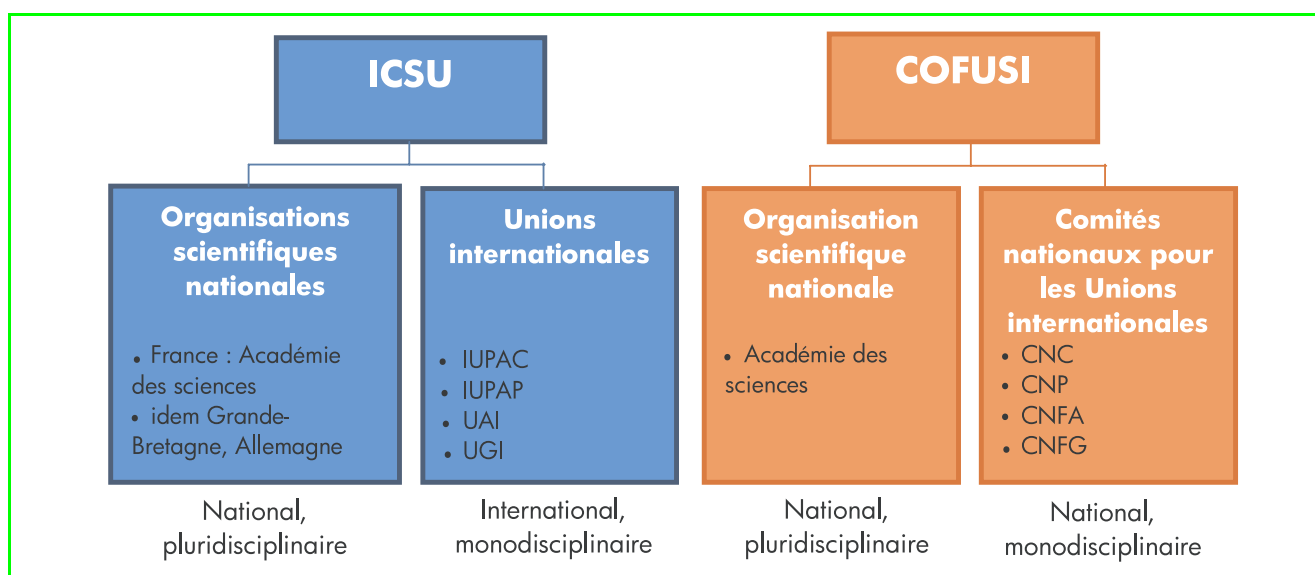 ICSU
Organisations
scientifiques
nationales
• France : Académie
des sciences
• idem Grande-
Bretagne, Allemagne
National,
pluridisciplinaire
Unions
internationales
• IUPAC
• IUPAP
• UAI
• UGI
International,
monodisciplinaire
COFUSI
Organisation
scientifique
nationale
• Académie des
sciences
National,
pluridisciplinaire
Comités
nationaux pour
les Unions
internationales
• CNC
• CNP
• CNFA
• CNFG
National,
monodisciplinaire